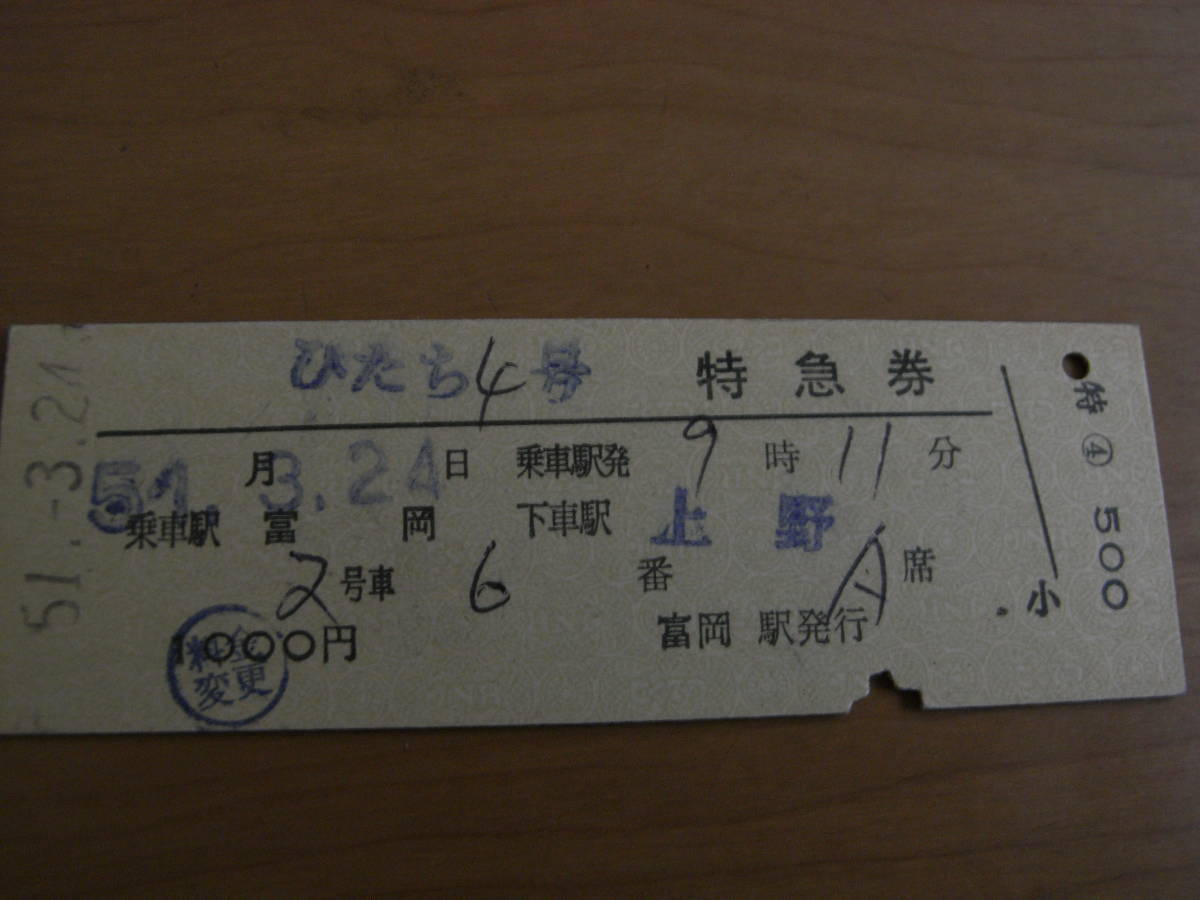 ひたち4号 特急券
51.-3.24
51. 3.24
月 日 乗車駅発 9 時 11 分
乗車駅 富岡 下車駅 上野
2 号車 6 番 A 席
1000円 富岡 駅発行
料金
変更
小
特 ④ 500